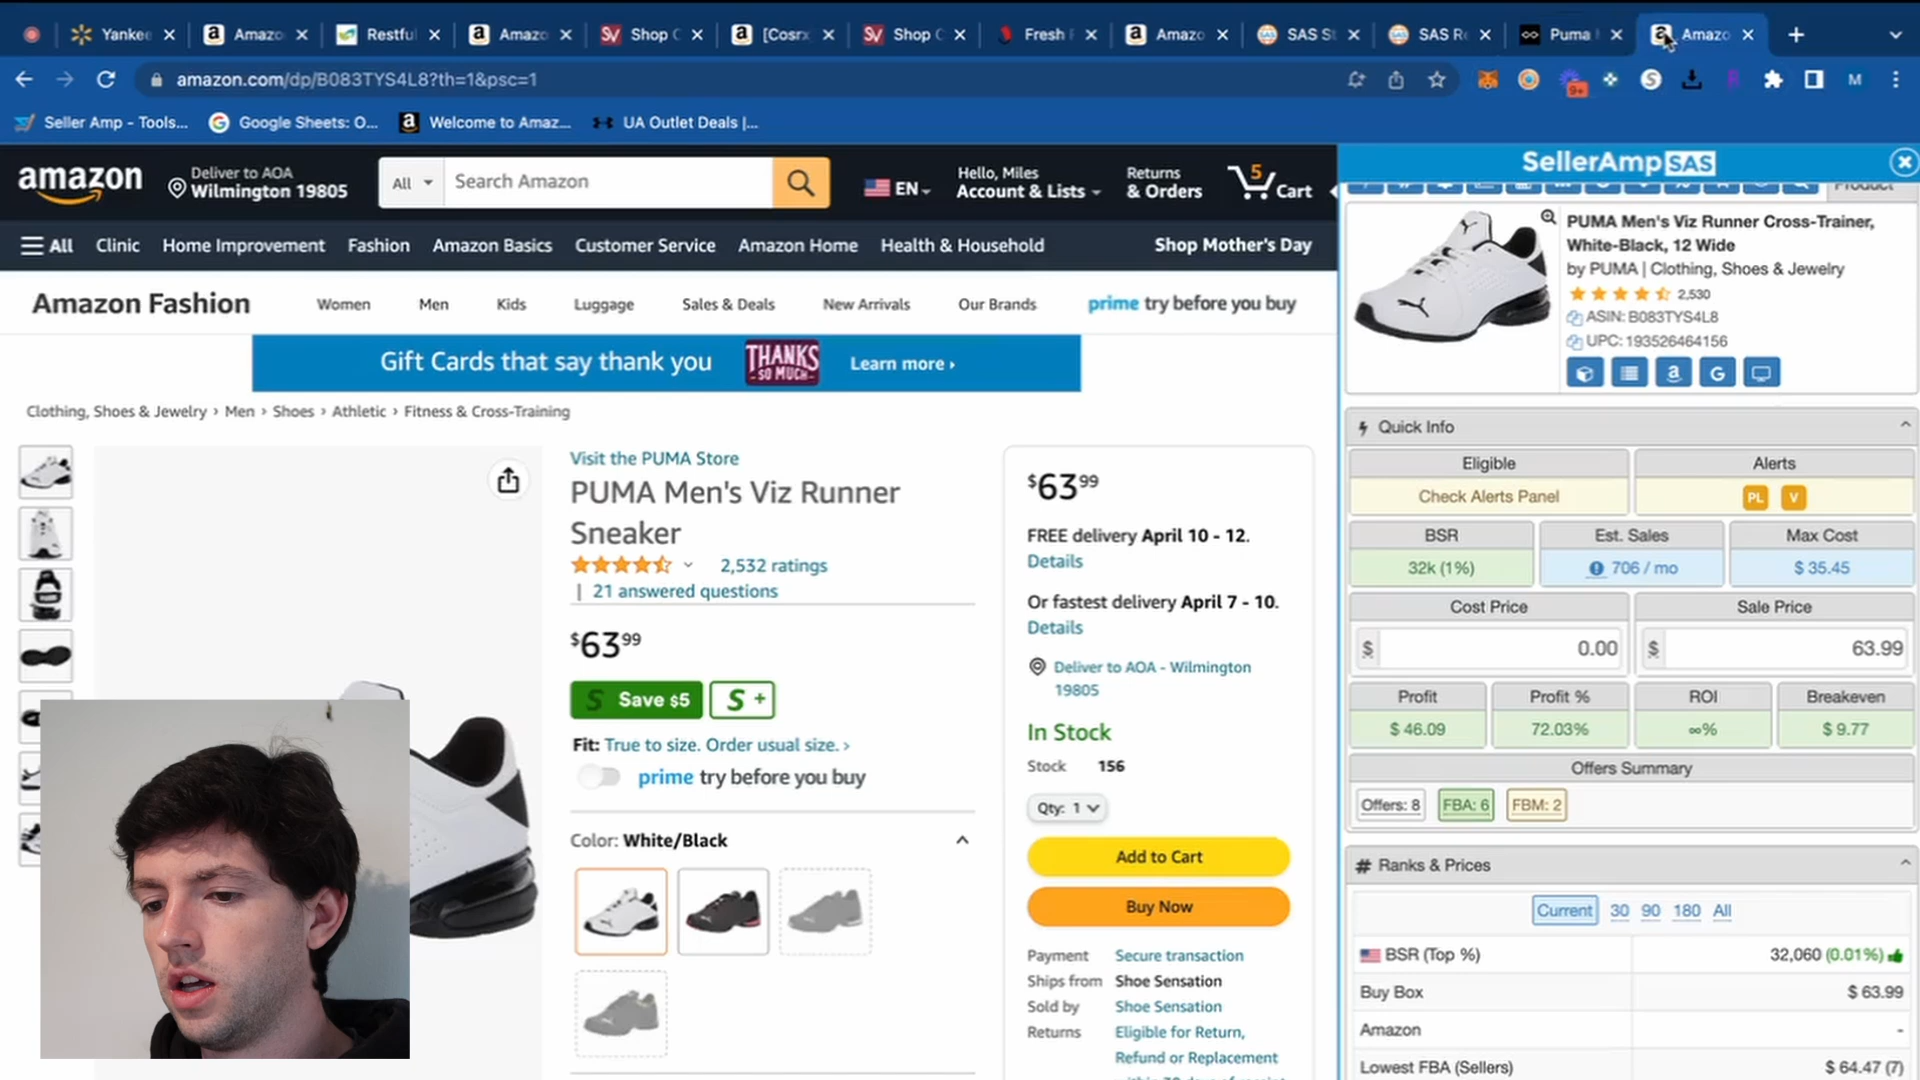 Yankee
Amazo
Restfu
Amazo
Shop C
[Cosrx
Shop C
Fresh
Amazo
SAS St
SAS Re
Puma
Amazo
amazon.com/dp/B083TYS4L8?th=1&psc=1
9+
M
Seller Amp - Tools...
Google Sheets: O...
Welcome to Amaz...
UA Outlet Deals |...
amazon
Deliver to AOA
Wilmington 19805
All
Search Amazon
EN
Hello, Miles
Account & Lists
Returns
& Orders
5
Cart
All
Clinic
Home Improvement
Fashion
Amazon Basics
Customer Service
Amazon Home
Health & Household
Shop Mother's Day
Amazon Fashion
Women
Men
Kids
Luggage
Sales & Deals
New Arrivals
Our Brands
prime try before you buy
Gift Cards that say thank you
THANKS
SO MUCH
Learn more ›
Clothing, Shoes & Jewelry › Men › Shoes › Athletic › Fitness & Cross-Training
Visit the PUMA Store
PUMA Men's Viz Runner
Sneaker
2,532 ratings
| 21 answered questions
$63 99
S Save $5
S +
Fit: True to size. Order usual size. ›
prime try before you buy
Color: White/Black
$63 99
FREE delivery April 10 - 12.
Details
Or fastest delivery April 7 - 10.
Details
Deliver to AOA - Wilmington
19805
In Stock
Stock 156
Qty: 1
Add to Cart
Buy Now
Payment Secure transaction
Ships from Shoe Sensation
Sold by Shoe Sensation
Returns Eligible for Return,
Refund or Replacement
SellerAmp SAS
Product
PUMA Men's Viz Runner Cross-Trainer,
White-Black, 12 Wide
by PUMA | Clothing, Shoes & Jewelry
2,530
ASIN: B083TYS4L8
UPC: 193526464156
Quick Info
Eligible
Alerts
Check Alerts Panel
PL
V
BSR
Est. Sales
Max Cost
32k (1%)
706 / mo
$ 35.45
Cost Price
Sale Price
$ 0.00
$ 63.99
Profit
Profit %
ROI
Breakeven
$ 46.09
72.03%
∞%
$ 9.77
Offers Summary
Offers: 8
FBA: 6
FBM: 2
# Ranks & Prices
Current
30
90
180
All
BSR (Top %)
32,060 (0.01%)
Buy Box
$ 63.99
Amazon
-
Lowest FBA (Sellers)
$ 64.47 (7)